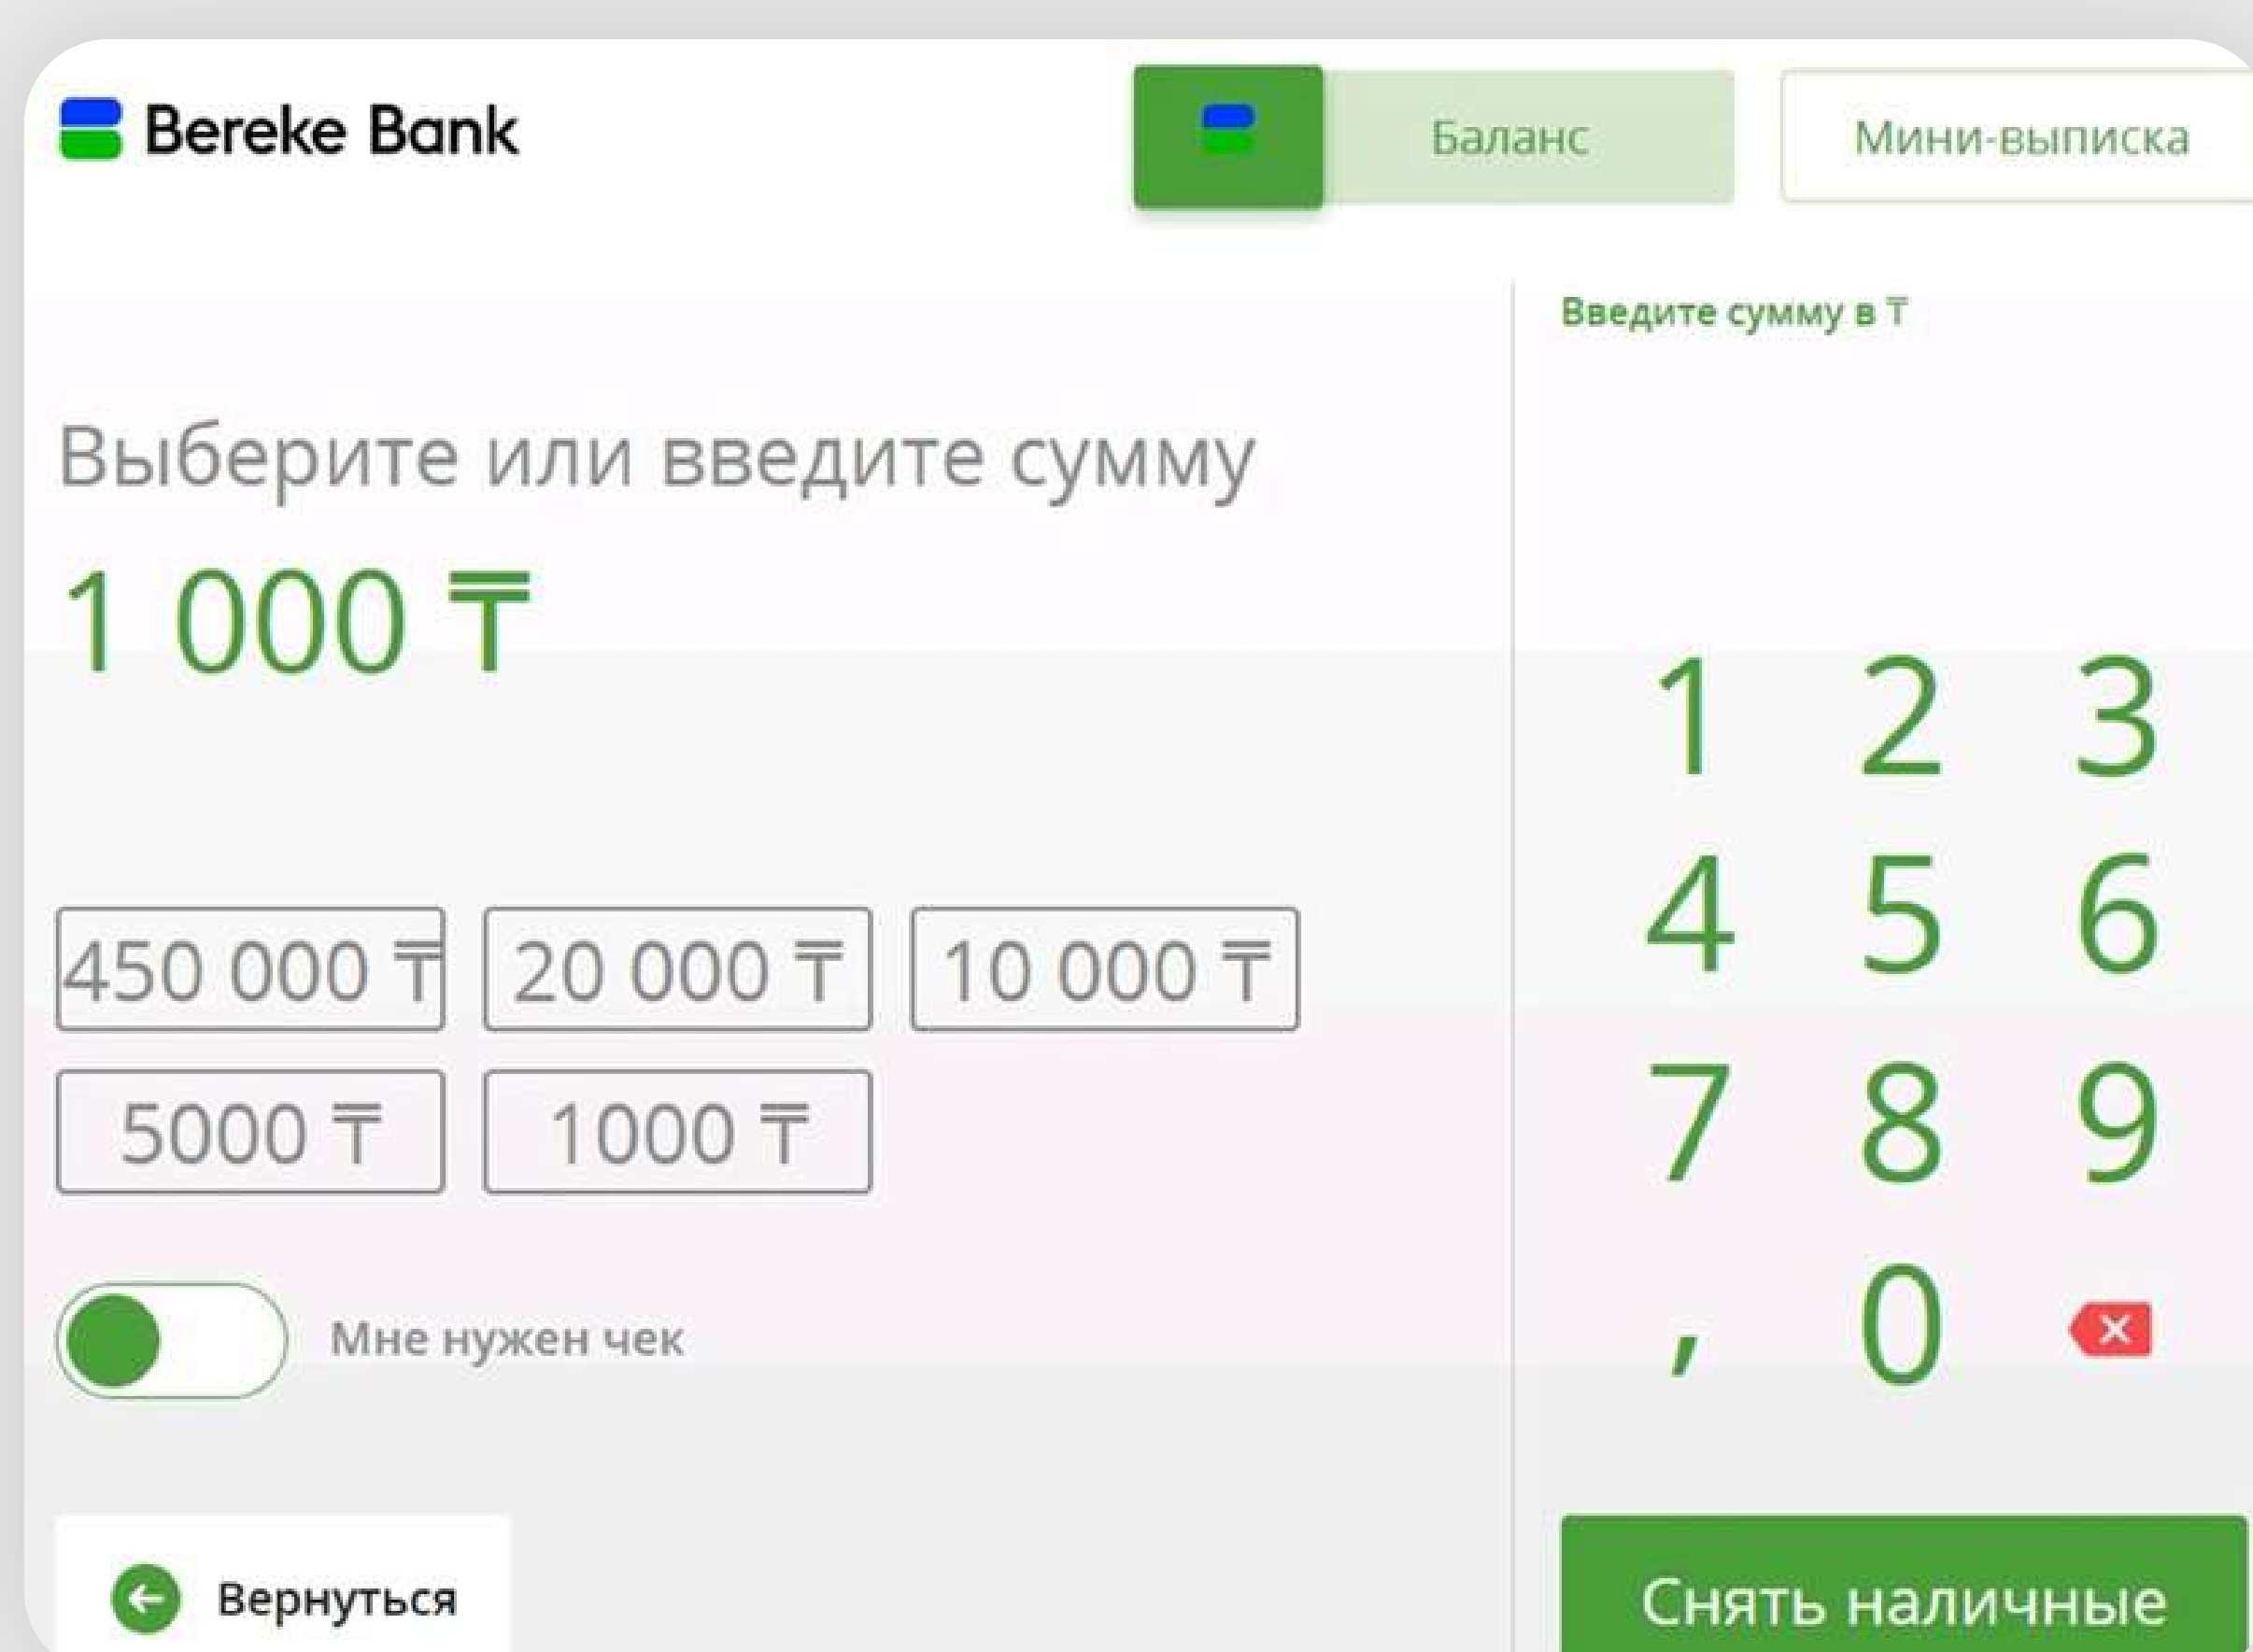 Bereke Bank
Баланс
Мини-выписка
Введите сумму в ₸
Выберите или введите сумму
1 000 ₸
450 000 ₸
20 000 ₸
10 000 ₸
5000 ₸
1000 ₸
Мне нужен чек
Вернуться
1 2 3
4 5 6
7 8 9
, 0
Снять наличные